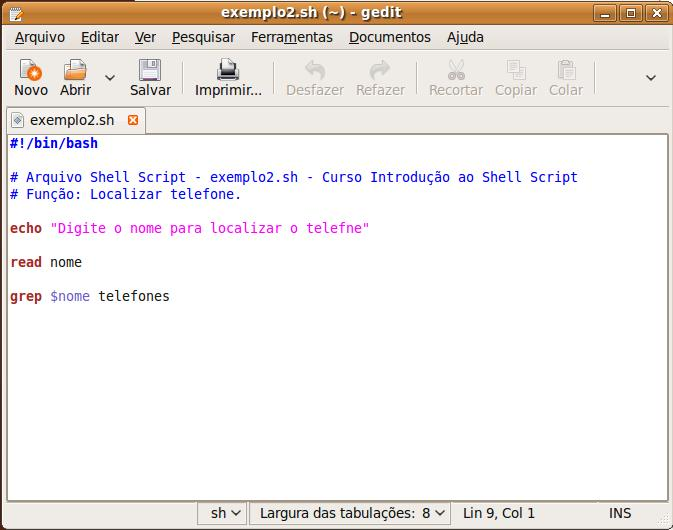 exemplo2.sh (~) - gedit
Arquivo Editar Ver Pesquisar Ferramentas Documentos Ajuda
Novo Abrir Salvar Imprimir... Desfazer Refazer Recortar Copiar Colar
exemplo2.sh
#!/bin/bash
# Arquivo Shell Script - exemplo2.sh - Curso Introdução ao Shell Script
# Função: Localizar telefone.
echo "Digite o nome para localizar o telefne"
read nome
grep $nome telefones
sh Largura das tabulações: 8 Lin 9, Col 1 INS